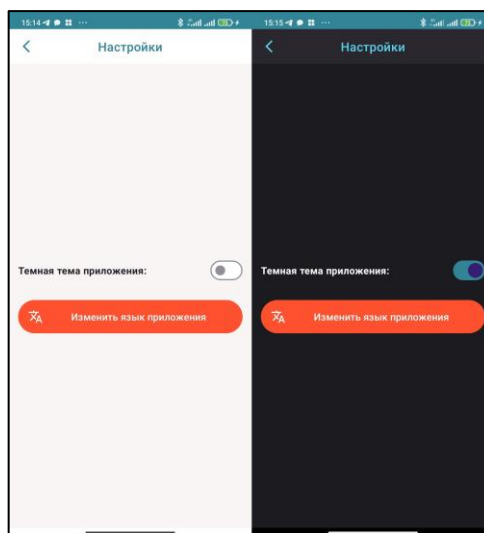 15:14
Настройки
Темная тема приложения:
Изменить язык приложения
15:15
Настройки
Темная тема приложения:
Изменить язык приложения